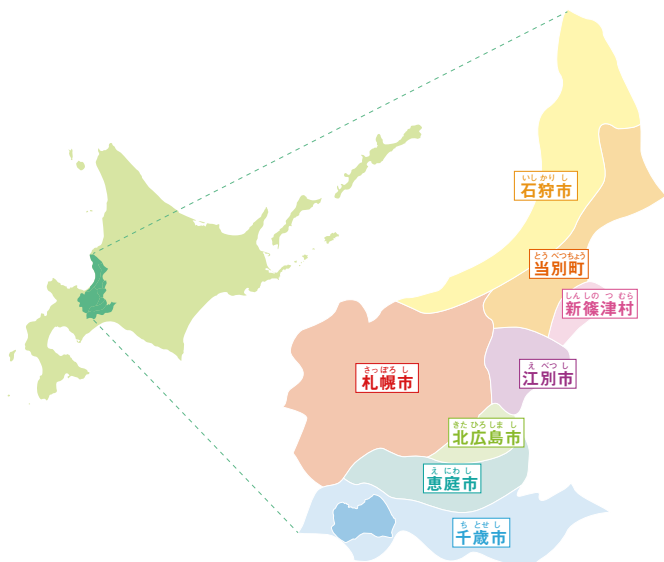 いしかり し
石狩市
とう べつちょう
当別町
しん しの つ むら
新篠津村
さっ ぽろ し
札幌市
え べつ し
江別市
きた ひろ しま し
北広島市
え にわ し
恵庭市
ち とせ し
千歳市